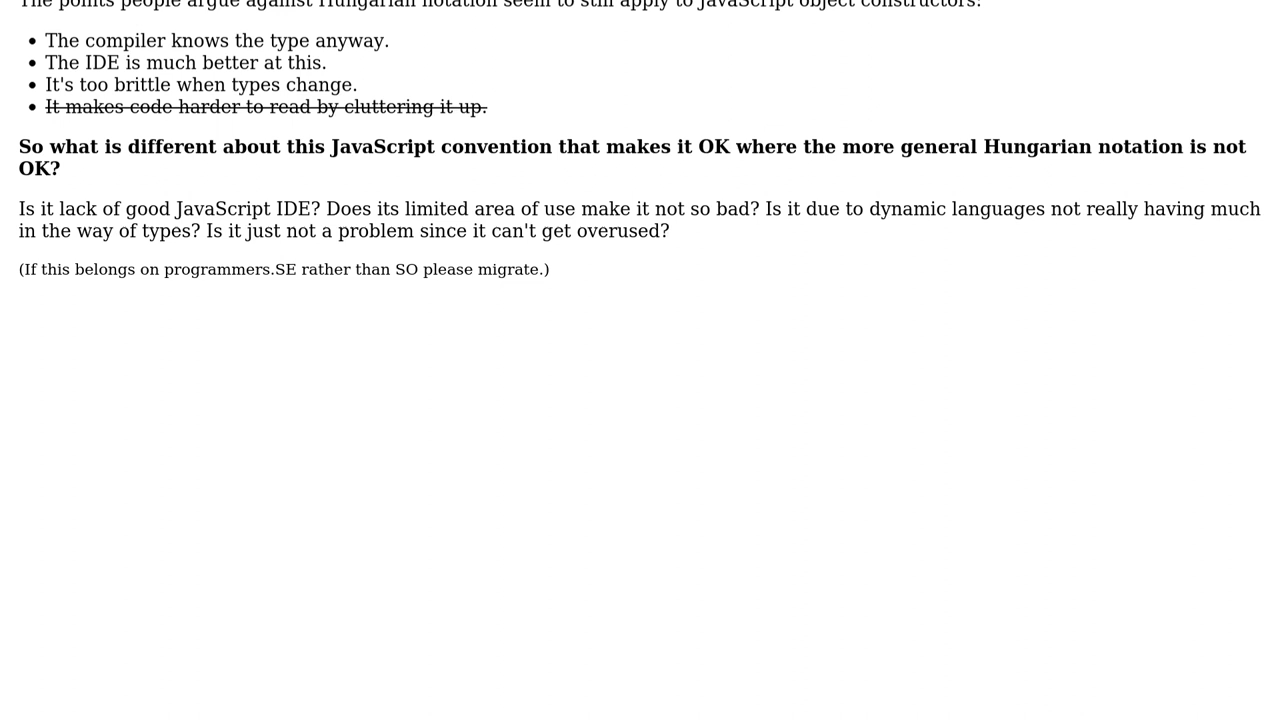 The points people argue against Hungarian notation seem to still apply to JavaScript object constructors:
The compiler knows the type anyway.
The IDE is much better at this.
It's too brittle when types change.
It makes code harder to read by cluttering it up.
So what is different about this JavaScript convention that makes it OK where the more general Hungarian notation is not
OK?
Is it lack of good JavaScript IDE? Does its limited area of use make it not so bad? Is it due to dynamic languages not really having much
in the way of types? Is it just not a problem since it can't get overused?
(If this belongs on programmers.SE rather than SO please migrate.)